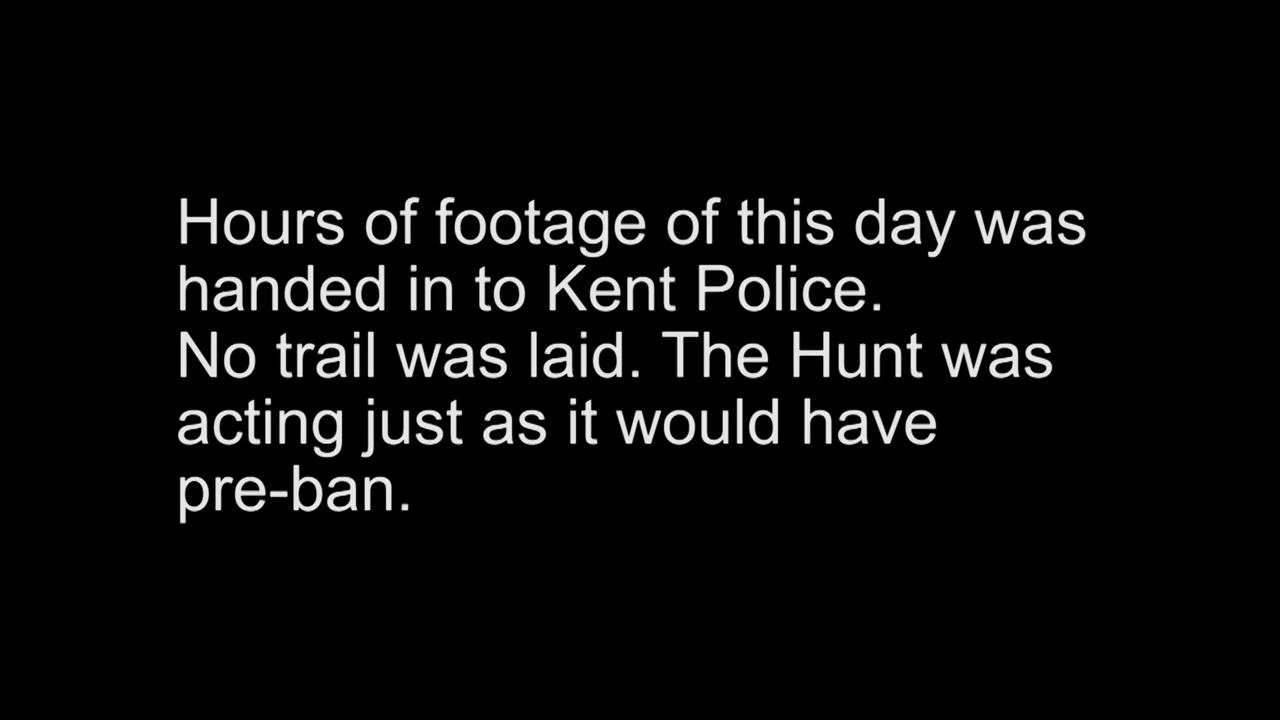 Hours of footage of this day was
handed in to Kent Police.
No trail was laid. The Hunt was
acting just as it would have
pre-ban.